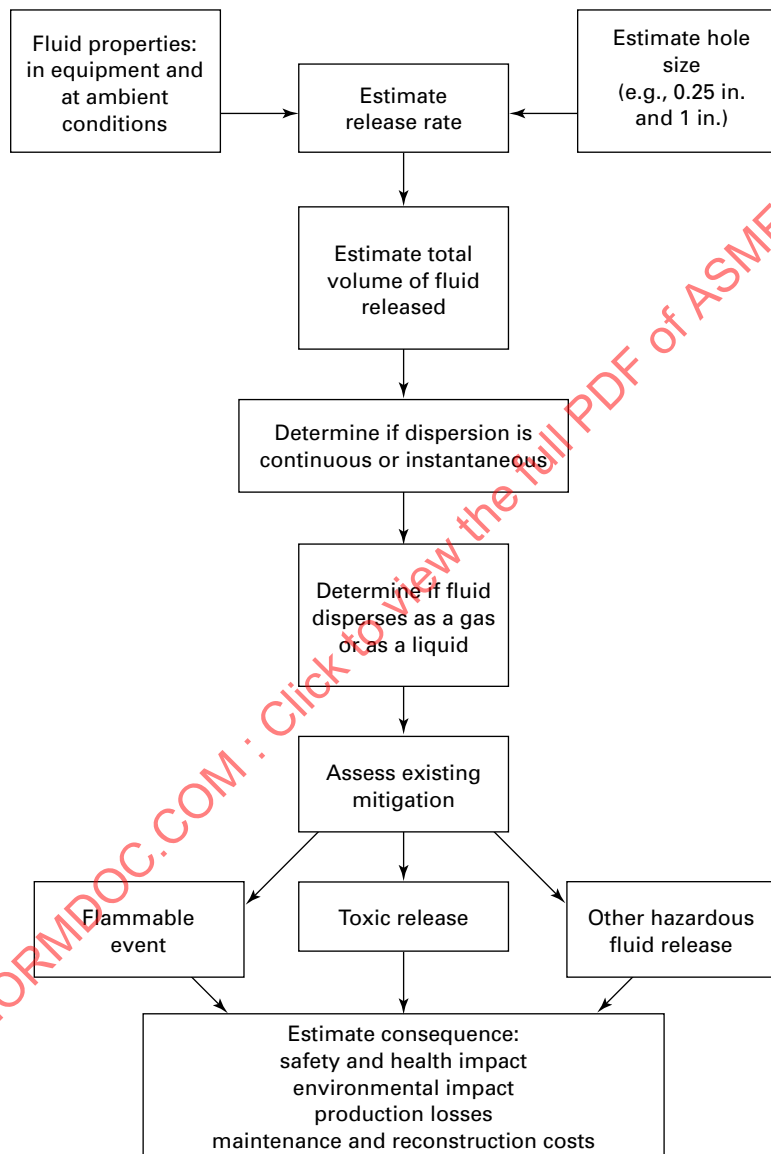 Fluid properties:
in equipment and
at ambient
conditions
Estimate
release rate
Estimate hole
size
(e.g., 0.25 in.
and 1 in.)
Estimate total
volume of fluid
released
Determine if dispersion is
continuous or instantaneous
Determine if fluid
disperses as a gas
or as a liquid
Assess existing
mitigation
Flammable
event
Toxic release
Other hazardous
fluid release
Estimate consequence:
safety and health impact
environmental impact
production losses
maintenance and reconstruction costs
ORMDOC.COM : Click to view the full PDF of ASME